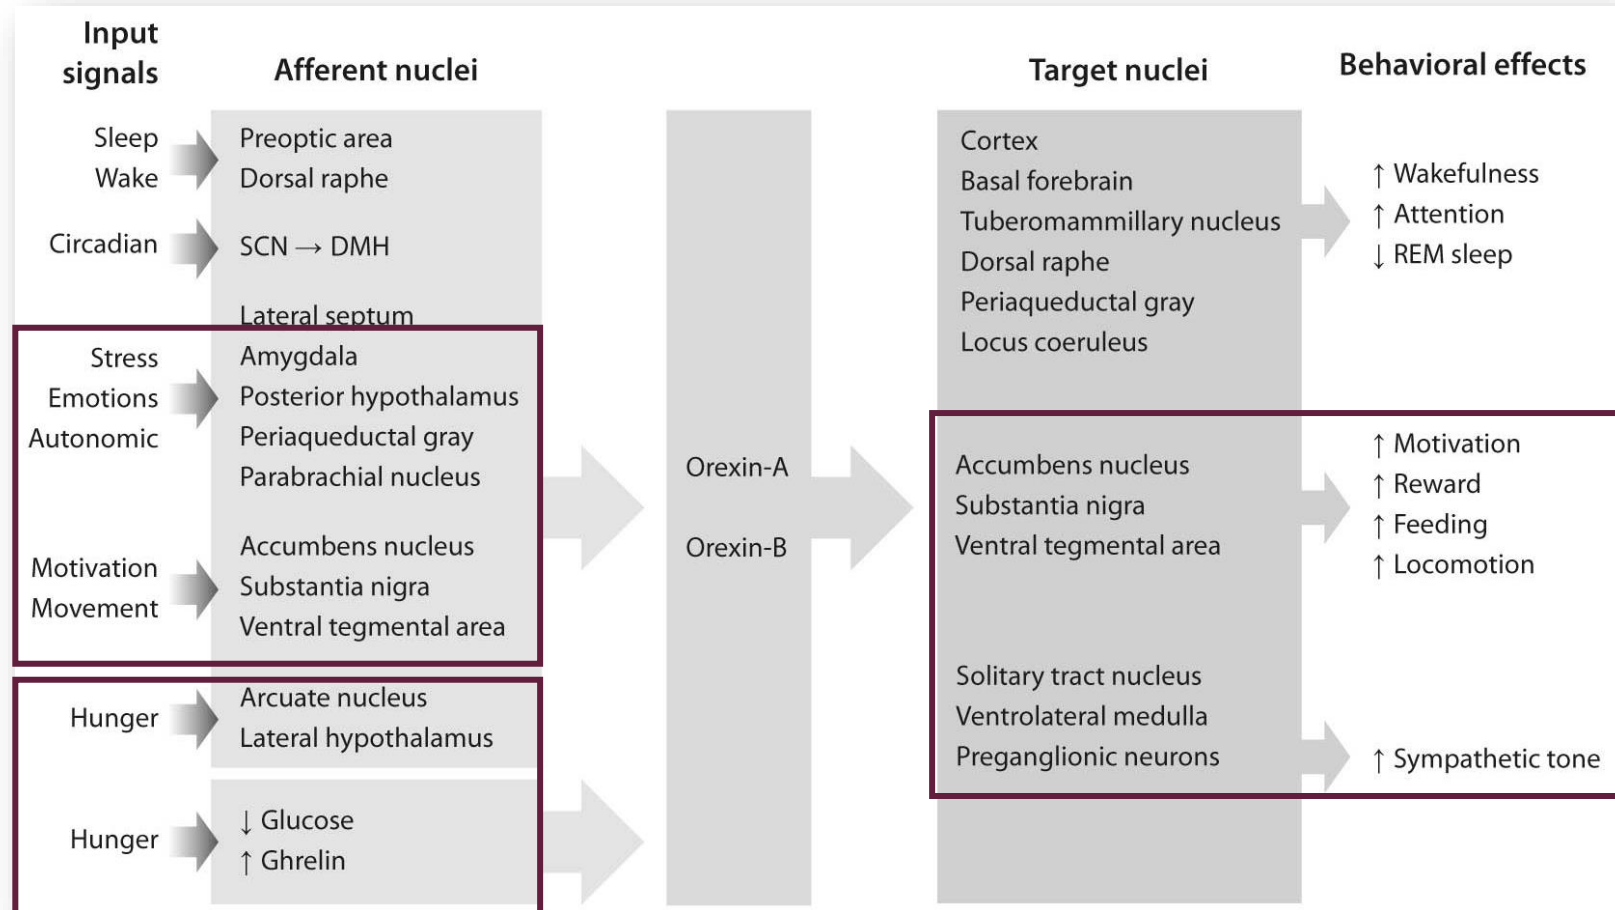 Input
signals
Afferent nuclei
Target nuclei
Behavioral effects
Sleep
Wake
Preoptic area
Dorsal raphe
Circadian
SCN → DMH
Lateral septum
Stress
Emotions
Autonomic
Amygdala
Posterior hypothalamus
Periaqueductal gray
Parabrachial nucleus
Motivation
Movement
Accumbens nucleus
Substantia nigra
Ventral tegmental area
Hunger
Arcuate nucleus
Lateral hypothalamus
Hunger
↓ Glucose
↑ Ghrelin
Orexin-A
Orexin-B
Cortex
Basal forebrain
Tuberomammillary nucleus
Dorsal raphe
Periaqueductal gray
Locus coeruleus
↑ Wakefulness
↑ Attention
↓ REM sleep
Accumbens nucleus
Substantia nigra
Ventral tegmental area
↑ Motivation
↑ Reward
↑ Feeding
↑ Locomotion
Solitary tract nucleus
Ventrolateral medulla
Preganglionic neurons
↑ Sympathetic tone